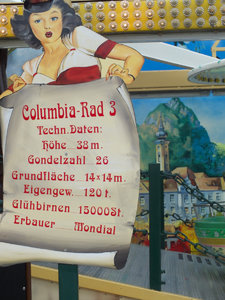 Columbia-Rad 3
Techn. Daten:
Höhe 38 m.
Gondelzahl 26
Grundfläche 14×14 m.
Eigengew. 120 t.
Glühbirnen 15000 St.
Erbauer Mondial